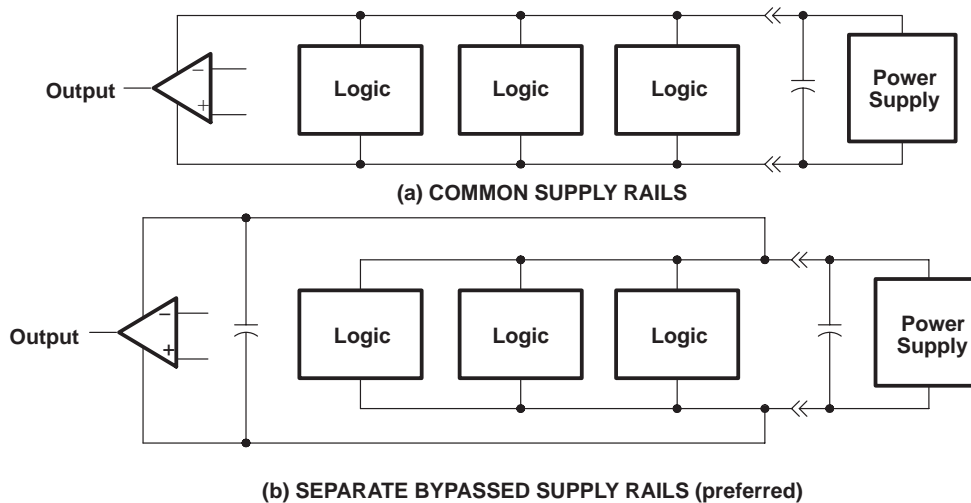 Output
−
+
Logic
Logic
Logic
Power
Supply
(a) COMMON SUPPLY RAILS
Output
−
+
Logic
Logic
Logic
Power
Supply
(b) SEPARATE BYPASSED SUPPLY RAILS (preferred)